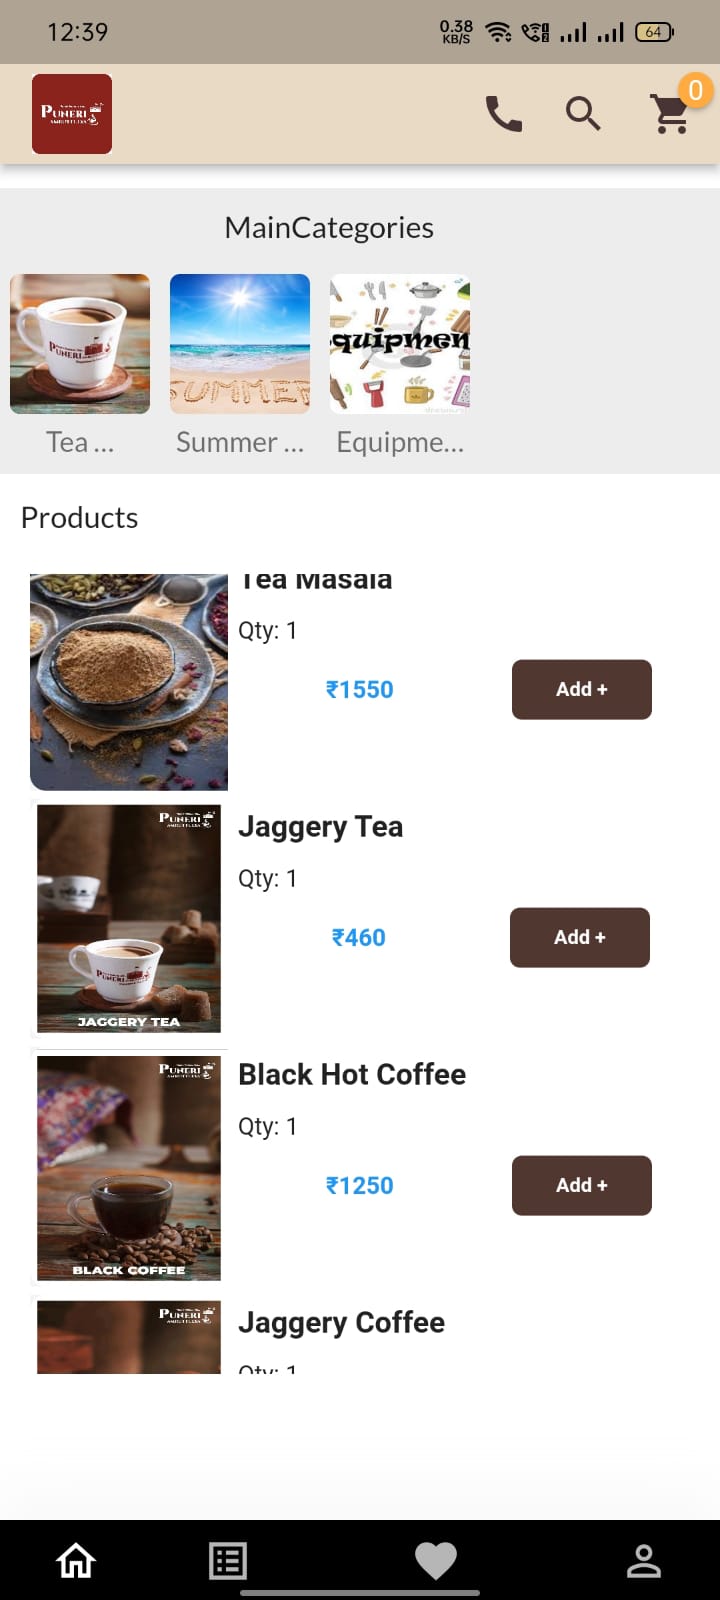 12:39
0.38
KB/S
64
PUNERI
AMRUTTULYA
0
MainCategories
PUNERI
SUMMER
quipmen
Tea ...
Summer ...
Equipme...
Products
Tea Masala
Qty: 1
₹1550
Add +
PUNERI
Jaggery Tea
Qty: 1
₹460
Add +
PUNERI
JAGGERY TEA
PUNERI
Black Hot Coffee
Qty: 1
₹1250
Add +
BLACK COFFEE
PUNERI
Jaggery Coffee
Qty: 1